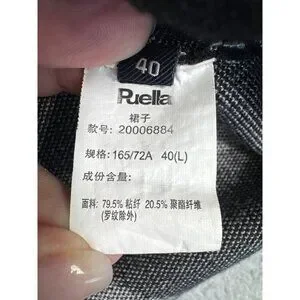 40
Ruella
裙子
款号: 20006884
规格: 165/72A 40(L)
成份含量:
面料: 79.5% 粘纤 20.5% 聚酯纤维
(罗纹除外)